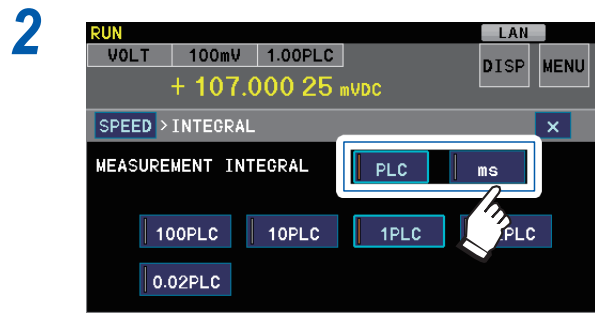 2
RUN LAN
VOLT 100mV 1.00PLC DISP MENU
+ 107.000 25 mVDC
SPEED > INTEGRAL ×
MEASUREMENT INTEGRAL PLC ms
100PLC 10PLC 1PLC PLC
0.02PLC